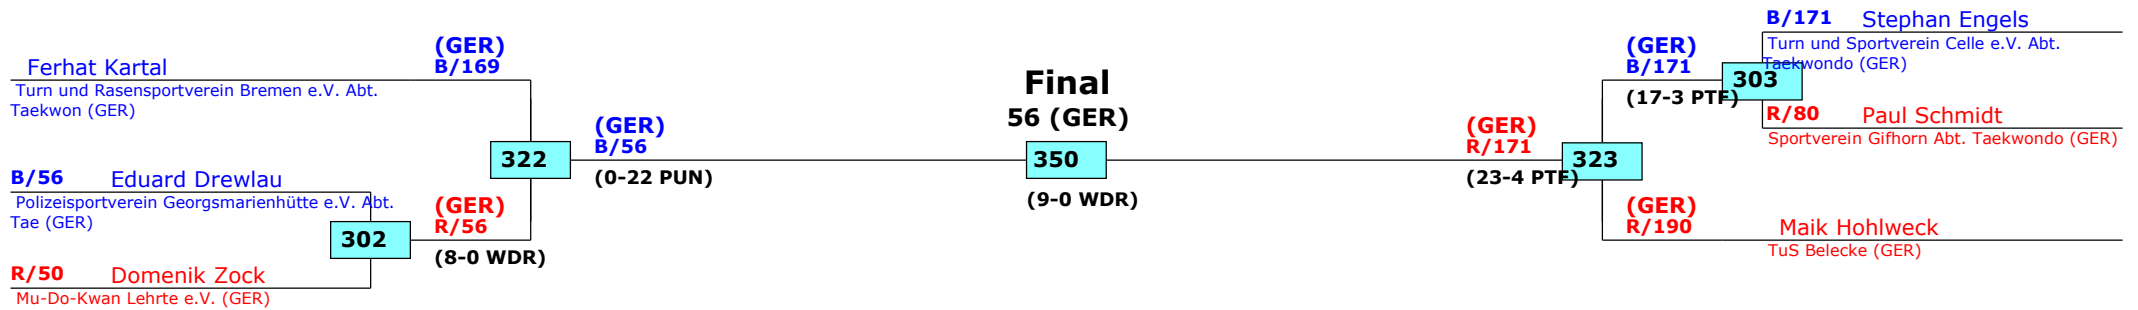 Ferhat Kartal
Turn und Rasensportverein Bremen e.V. Abt.
Taekwon (GER)
(GER)
B/169
B/56 Eduard Drewlau
Polizeisportverein Georgsmarienhütte e.V. Abt.
Tae (GER)
302
R/50 Domenik Zock
Mu-Do-Kwan Lehrte e.V. (GER)
(GER)
R/56
(8-0 WDR)
322
(GER)
B/56
(0-22 PUN)
Final
56 (GER)
350
(9-0 WDR)
(GER)
R/171
(23-4 PTF)
323
(GER)
B/171
(17-3 PTF)
303
B/171 Stephan Engels
Turn und Sportverein Celle e.V. Abt.
Taekwondo (GER)
R/80 Paul Schmidt
Sportverein Gifhorn Abt. Taekwondo (GER)
(GER)
R/190
Maik Hohlweck
TuS Belecke (GER)